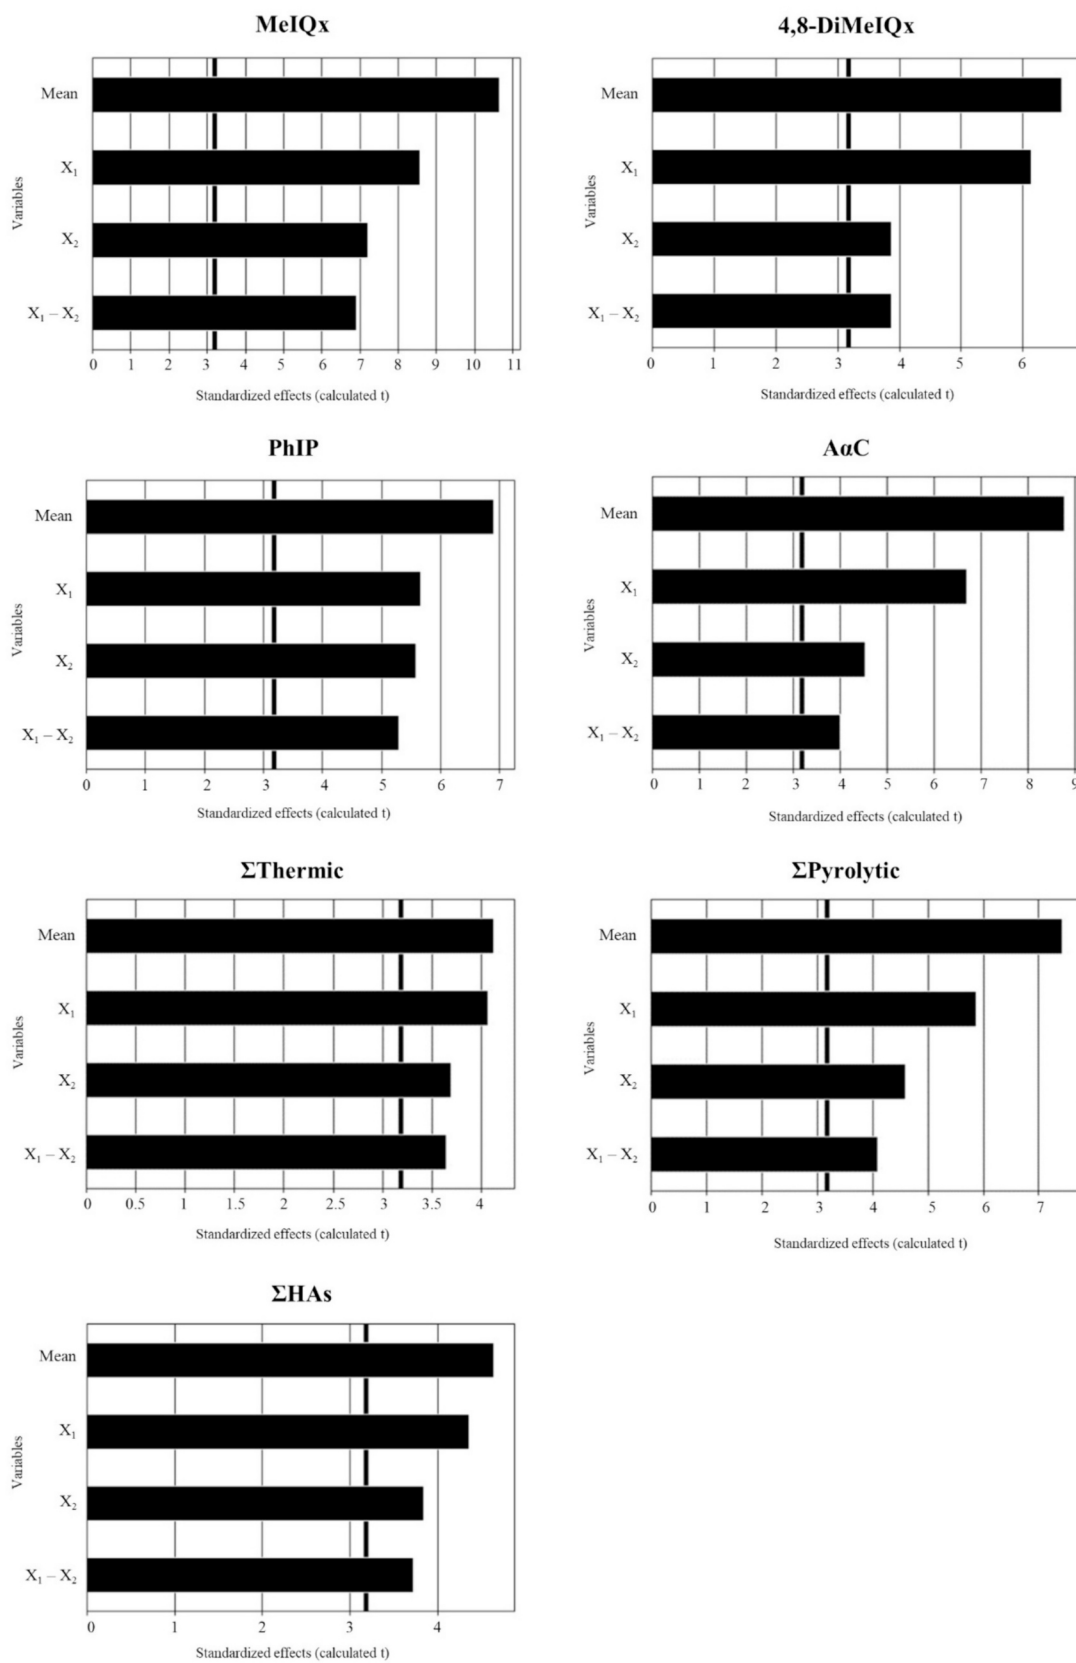 MeIQx
Variables
Mean
X₁
X₂
X₁ – X₂
0 1 2 3 4 5 6 7 8 9 10 11
Standardized effects (calculated t)
4,8-DiMeIQx
Variables
Mean
X₁
X₂
X₁ – X₂
0 1 2 3 4 5 6
Standardized effects (calculated t)
PhIP
Variables
Mean
X₁
X₂
X₁ – X₂
0 1 2 3 4 5 6 7
Standardized effects (calculated t)
AαC
Variables
Mean
X₁
X₂
X₁ – X₂
0 1 2 3 4 5 6 7 8 9
Standardized effects (calculated t)
ΣThermic
Variables
Mean
X₁
X₂
X₁ – X₂
0 0.5 1 1.5 2 2.5 3 3.5 4
Standardized effects (calculated t)
ΣPyrolytic
Variables
Mean
X₁
X₂
X₁ – X₂
0 1 2 3 4 5 6 7
Standardized effects (calculated t)
ΣHAs
Variables
Mean
X₁
X₂
X₁ – X₂
0 1 2 3 4
Standardized effects (calculated t)